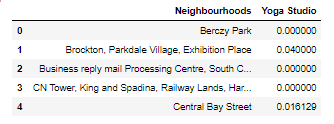 Neighbourhoods Yoga Studio
0 Berczy Park 0.000000
1 Brockton, Parkdale Village, Exhibition Place 0.040000
2 Business reply mail Processing Centre, South C... 0.000000
3 CN Tower, King and Spadina, Railway Lands, Har... 0.000000
4 Central Bay Street 0.016129